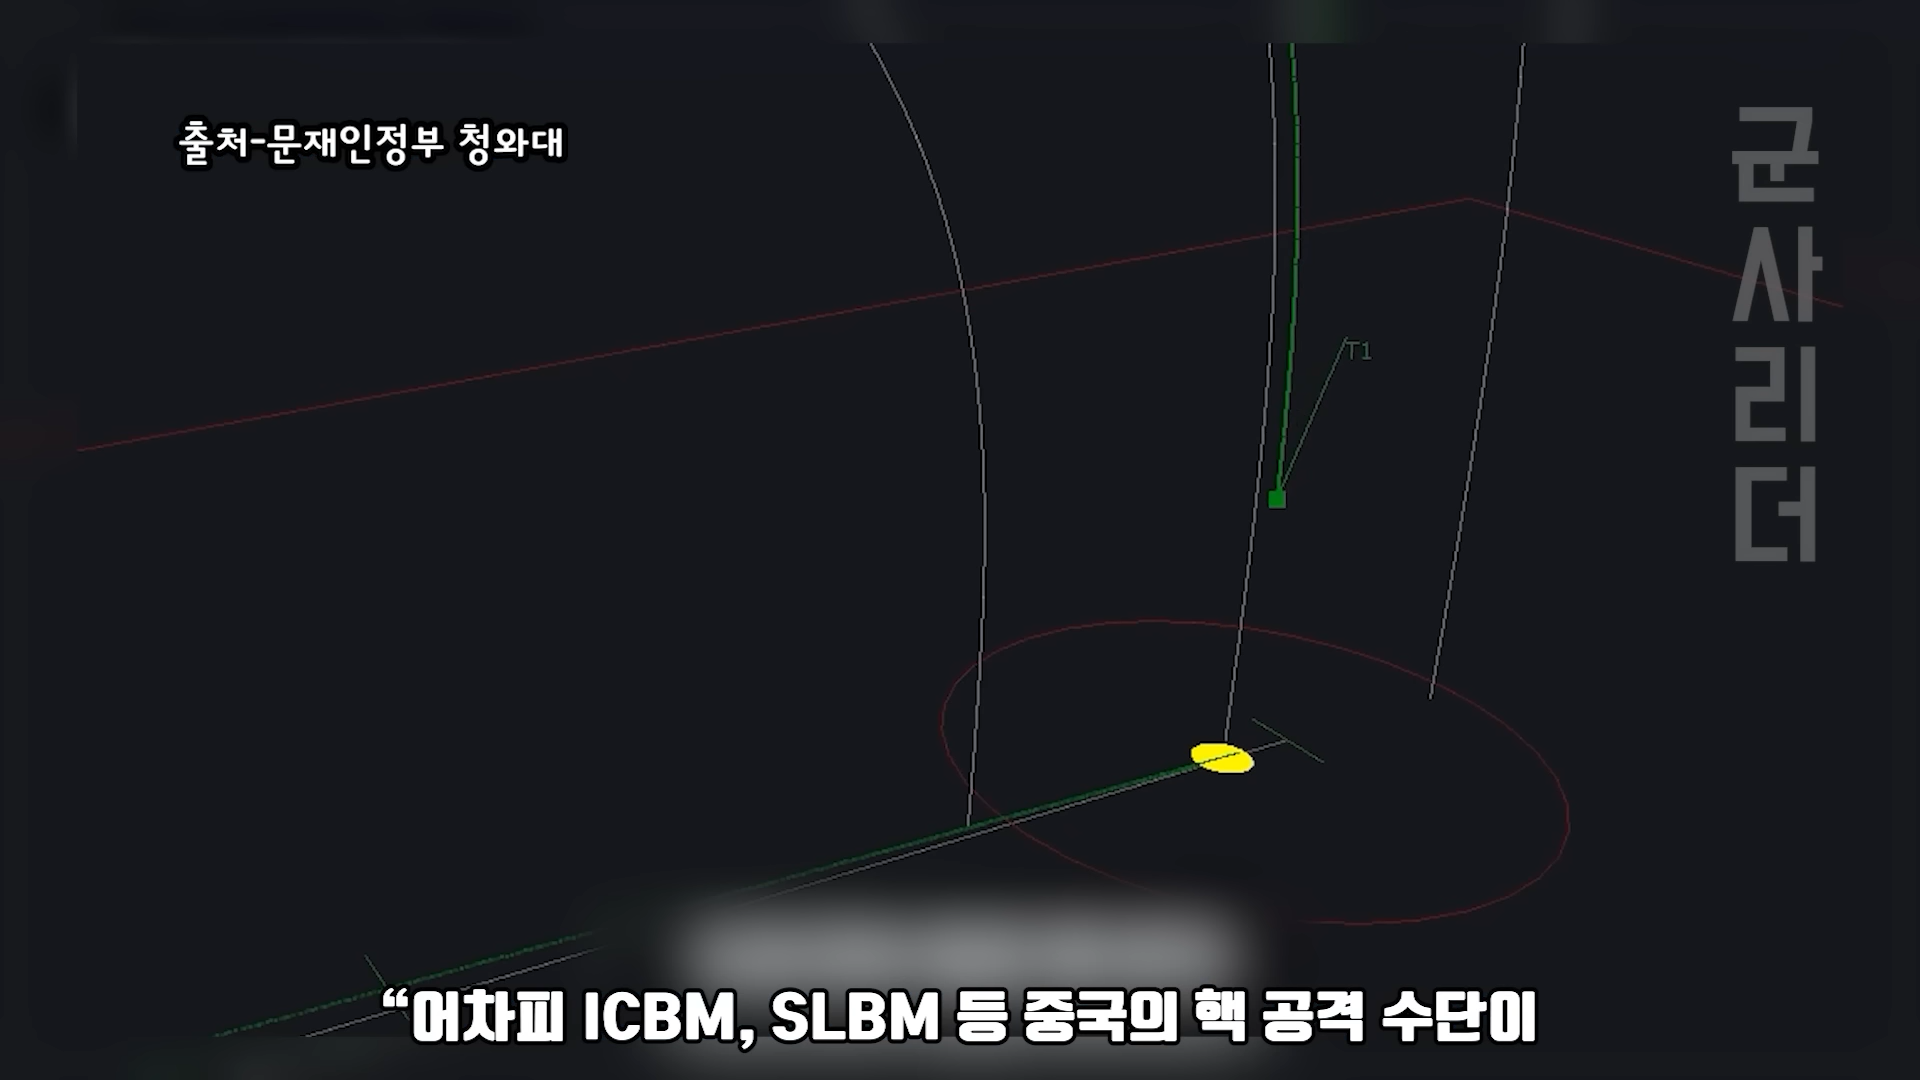 출처-문재인정부 청와대
군사리더
T1
“어차피 ICBM, SLBM 등 중국의 핵 공격 수단이